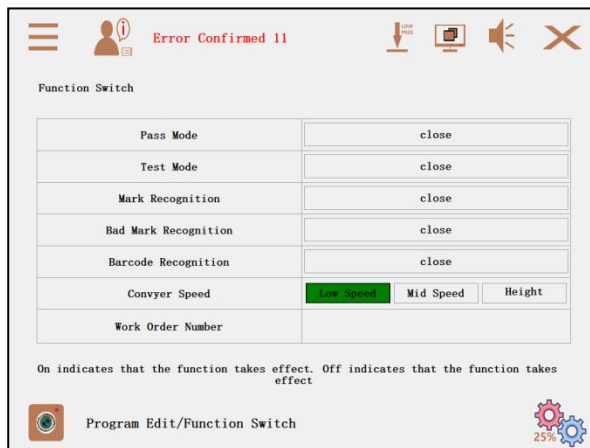 Error Confirmed 11
LOW
PRES
Function Switch
Pass Mode close
Test Mode close
Mark Recognition close
Bad Mark Recognition close
Barcode Recognition close
Convyer Speed Low Speed Mid Speed Height
Work Order Number
On indicates that the function takes effect. Off indicates that the function takes
effect
Program Edit/Function Switch
25%